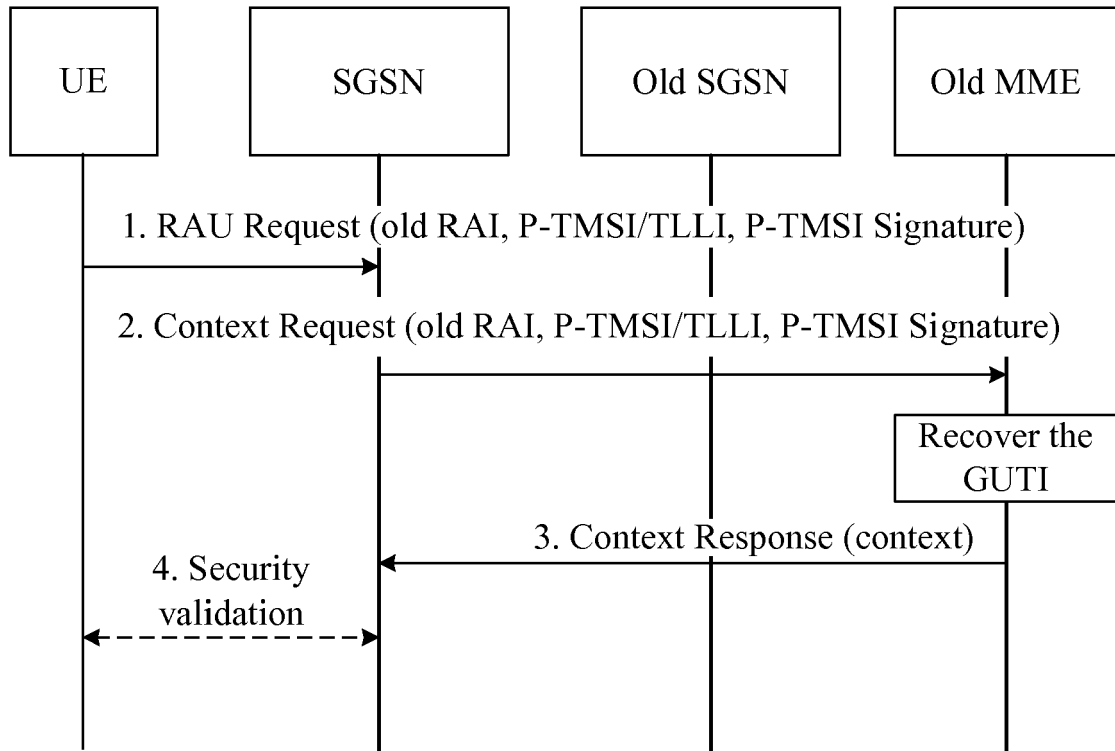 UE
SGSN
Old SGSN
Old MME
1. RAU Request (old RAI, P-TMSI/TLLI, P-TMSI Signature)
2. Context Request (old RAI, P-TMSI/TLLI, P-TMSI Signature)
Recover the
GUTI
3. Context Response (context)
4. Security
validation